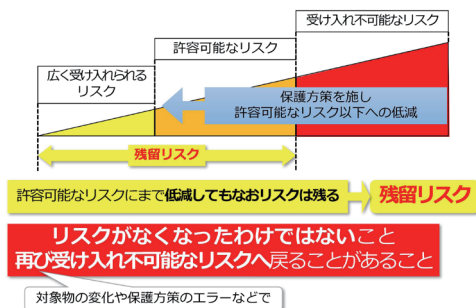 受け入れ不可能なリスク
許容可能なリスク
広く受け入れられる
リスク
保護方策を施し
許容可能なリスク以下への低減
残留リスク
許容可能なリスクにまで低減してもなおリスクは残る
残留リスク
リスクがなくなったわけではないこと
再び受け入れ不可能なリスクへ戻ることがあること
対象物の変化や保護方策のエラーなどで